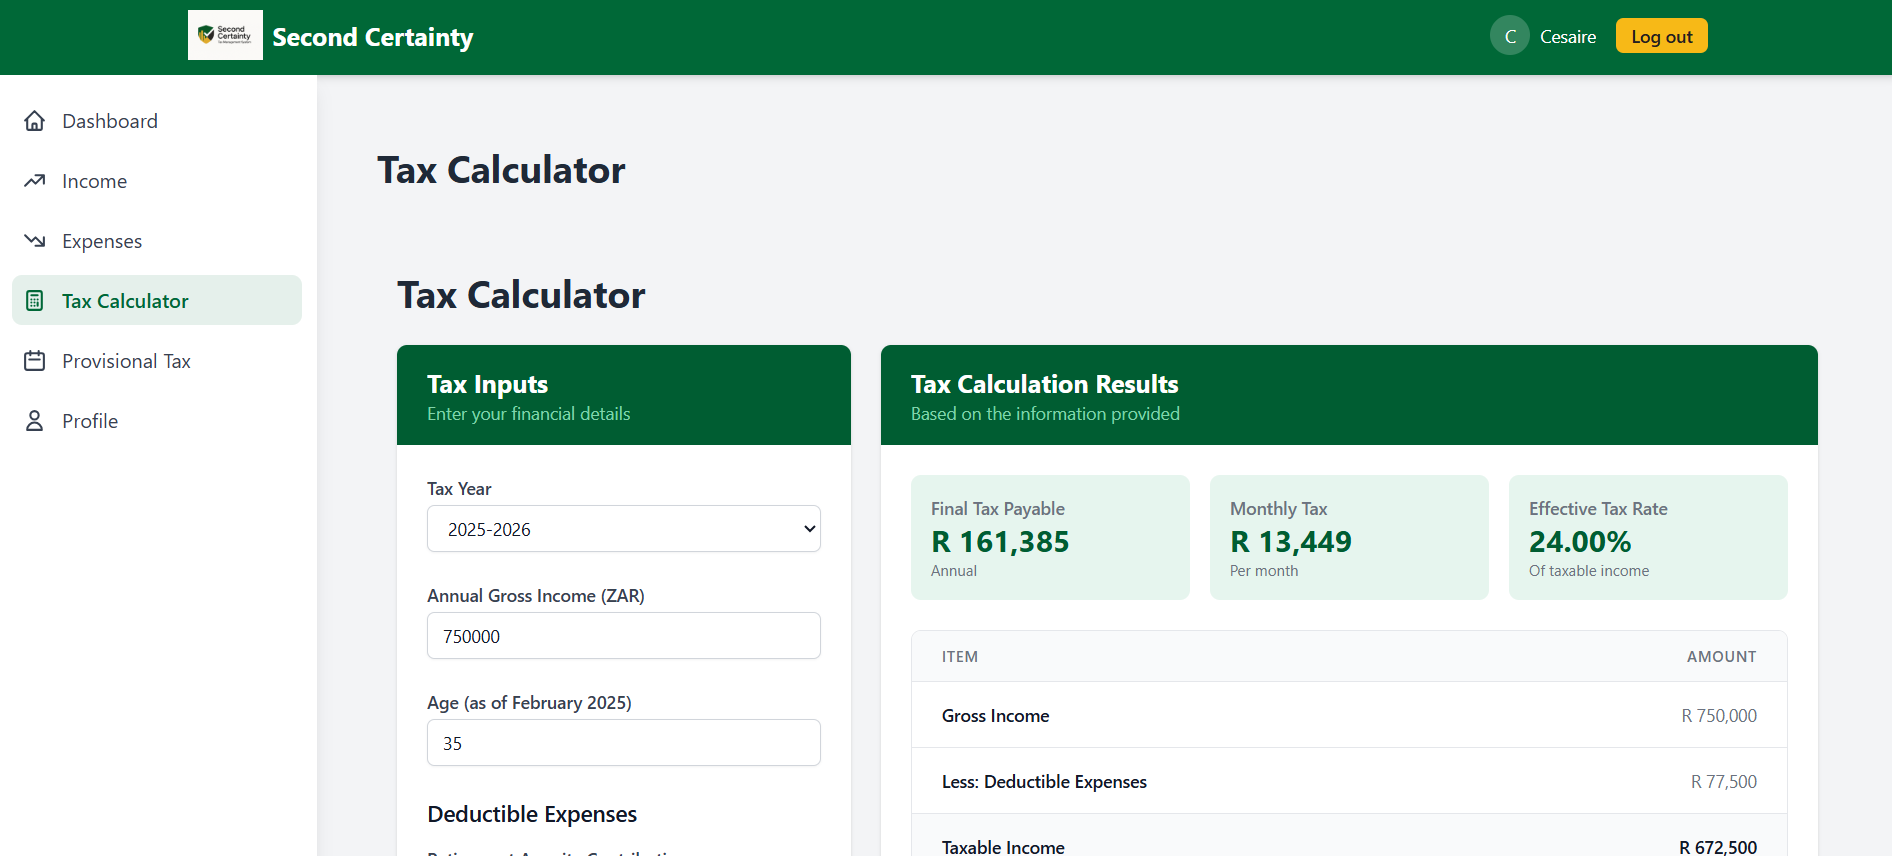 Second
Certainty
Second Certainty
C
Cesaire
Log out
Dashboard
Income
Expenses
Tax Calculator
Provisional Tax
Profile
Tax Calculator
Tax Calculator
Tax Inputs
Enter your financial details
Tax Year
2025-2026
Annual Gross Income (ZAR)
750000
Age (as of February 2025)
35
Deductible Expenses
Tax Calculation Results
Based on the information provided
Final Tax Payable
R 161,385
Annual
Monthly Tax
R 13,449
Per month
Effective Tax Rate
24.00%
Of taxable income
ITEM AMOUNT
Gross Income R 750,000
Less: Deductible Expenses R 77,500
Taxable Income R 672,500